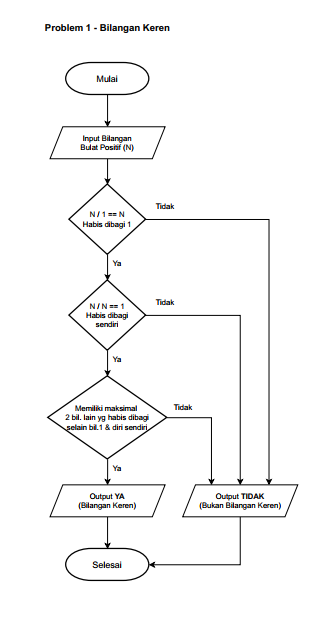 Problem 1 - Bilangan Keren
Mulai
Input Bilangan
Bulat Positif (N)
N / 1 == N
Habis dibagi 1
Tidak
Ya
N / N == 1
Habis dibagi
sendiri
Tidak
Ya
Memiliki maksimal
2 bil. lain yg habis dibagi
selain bil.1 & diri sendiri
Tidak
Ya
Output YA
(Bilangan Keren)
Output TIDAK
(Bukan Bilangan Keren)
Selesai